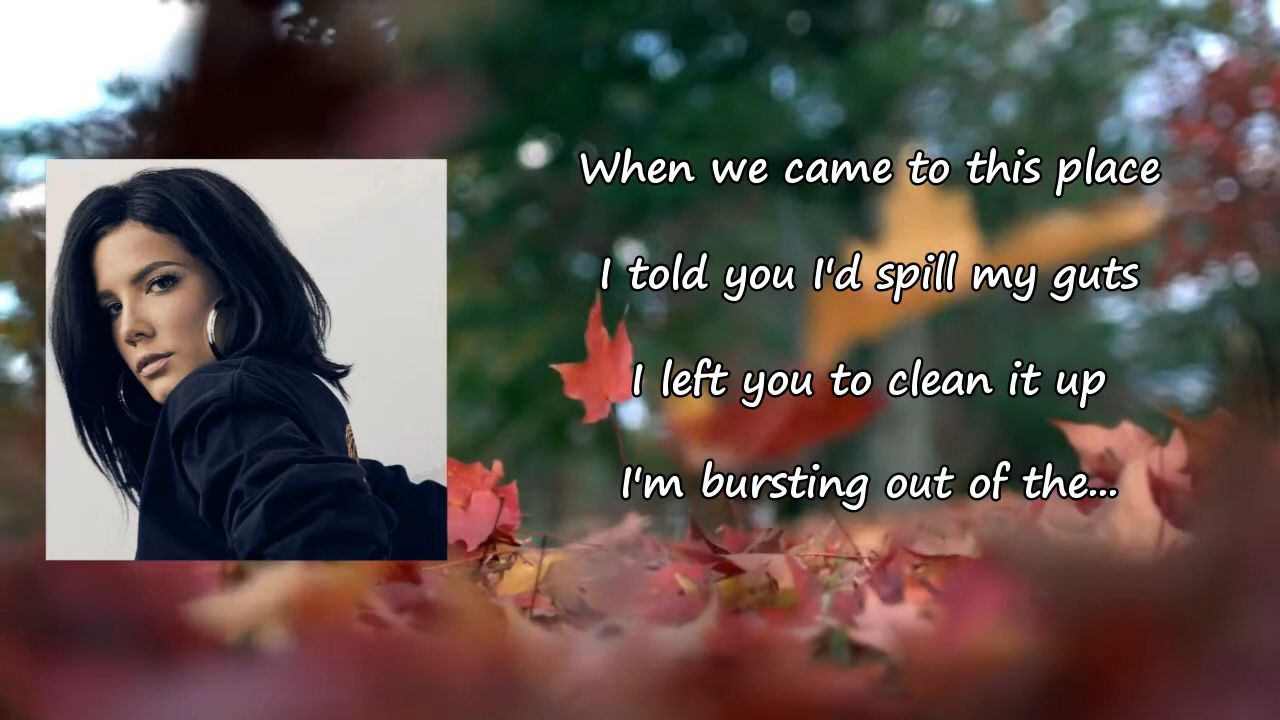 When we came to this place
I told you I'd spill my guts
I left you to clean it up
I'm bursting out of the...